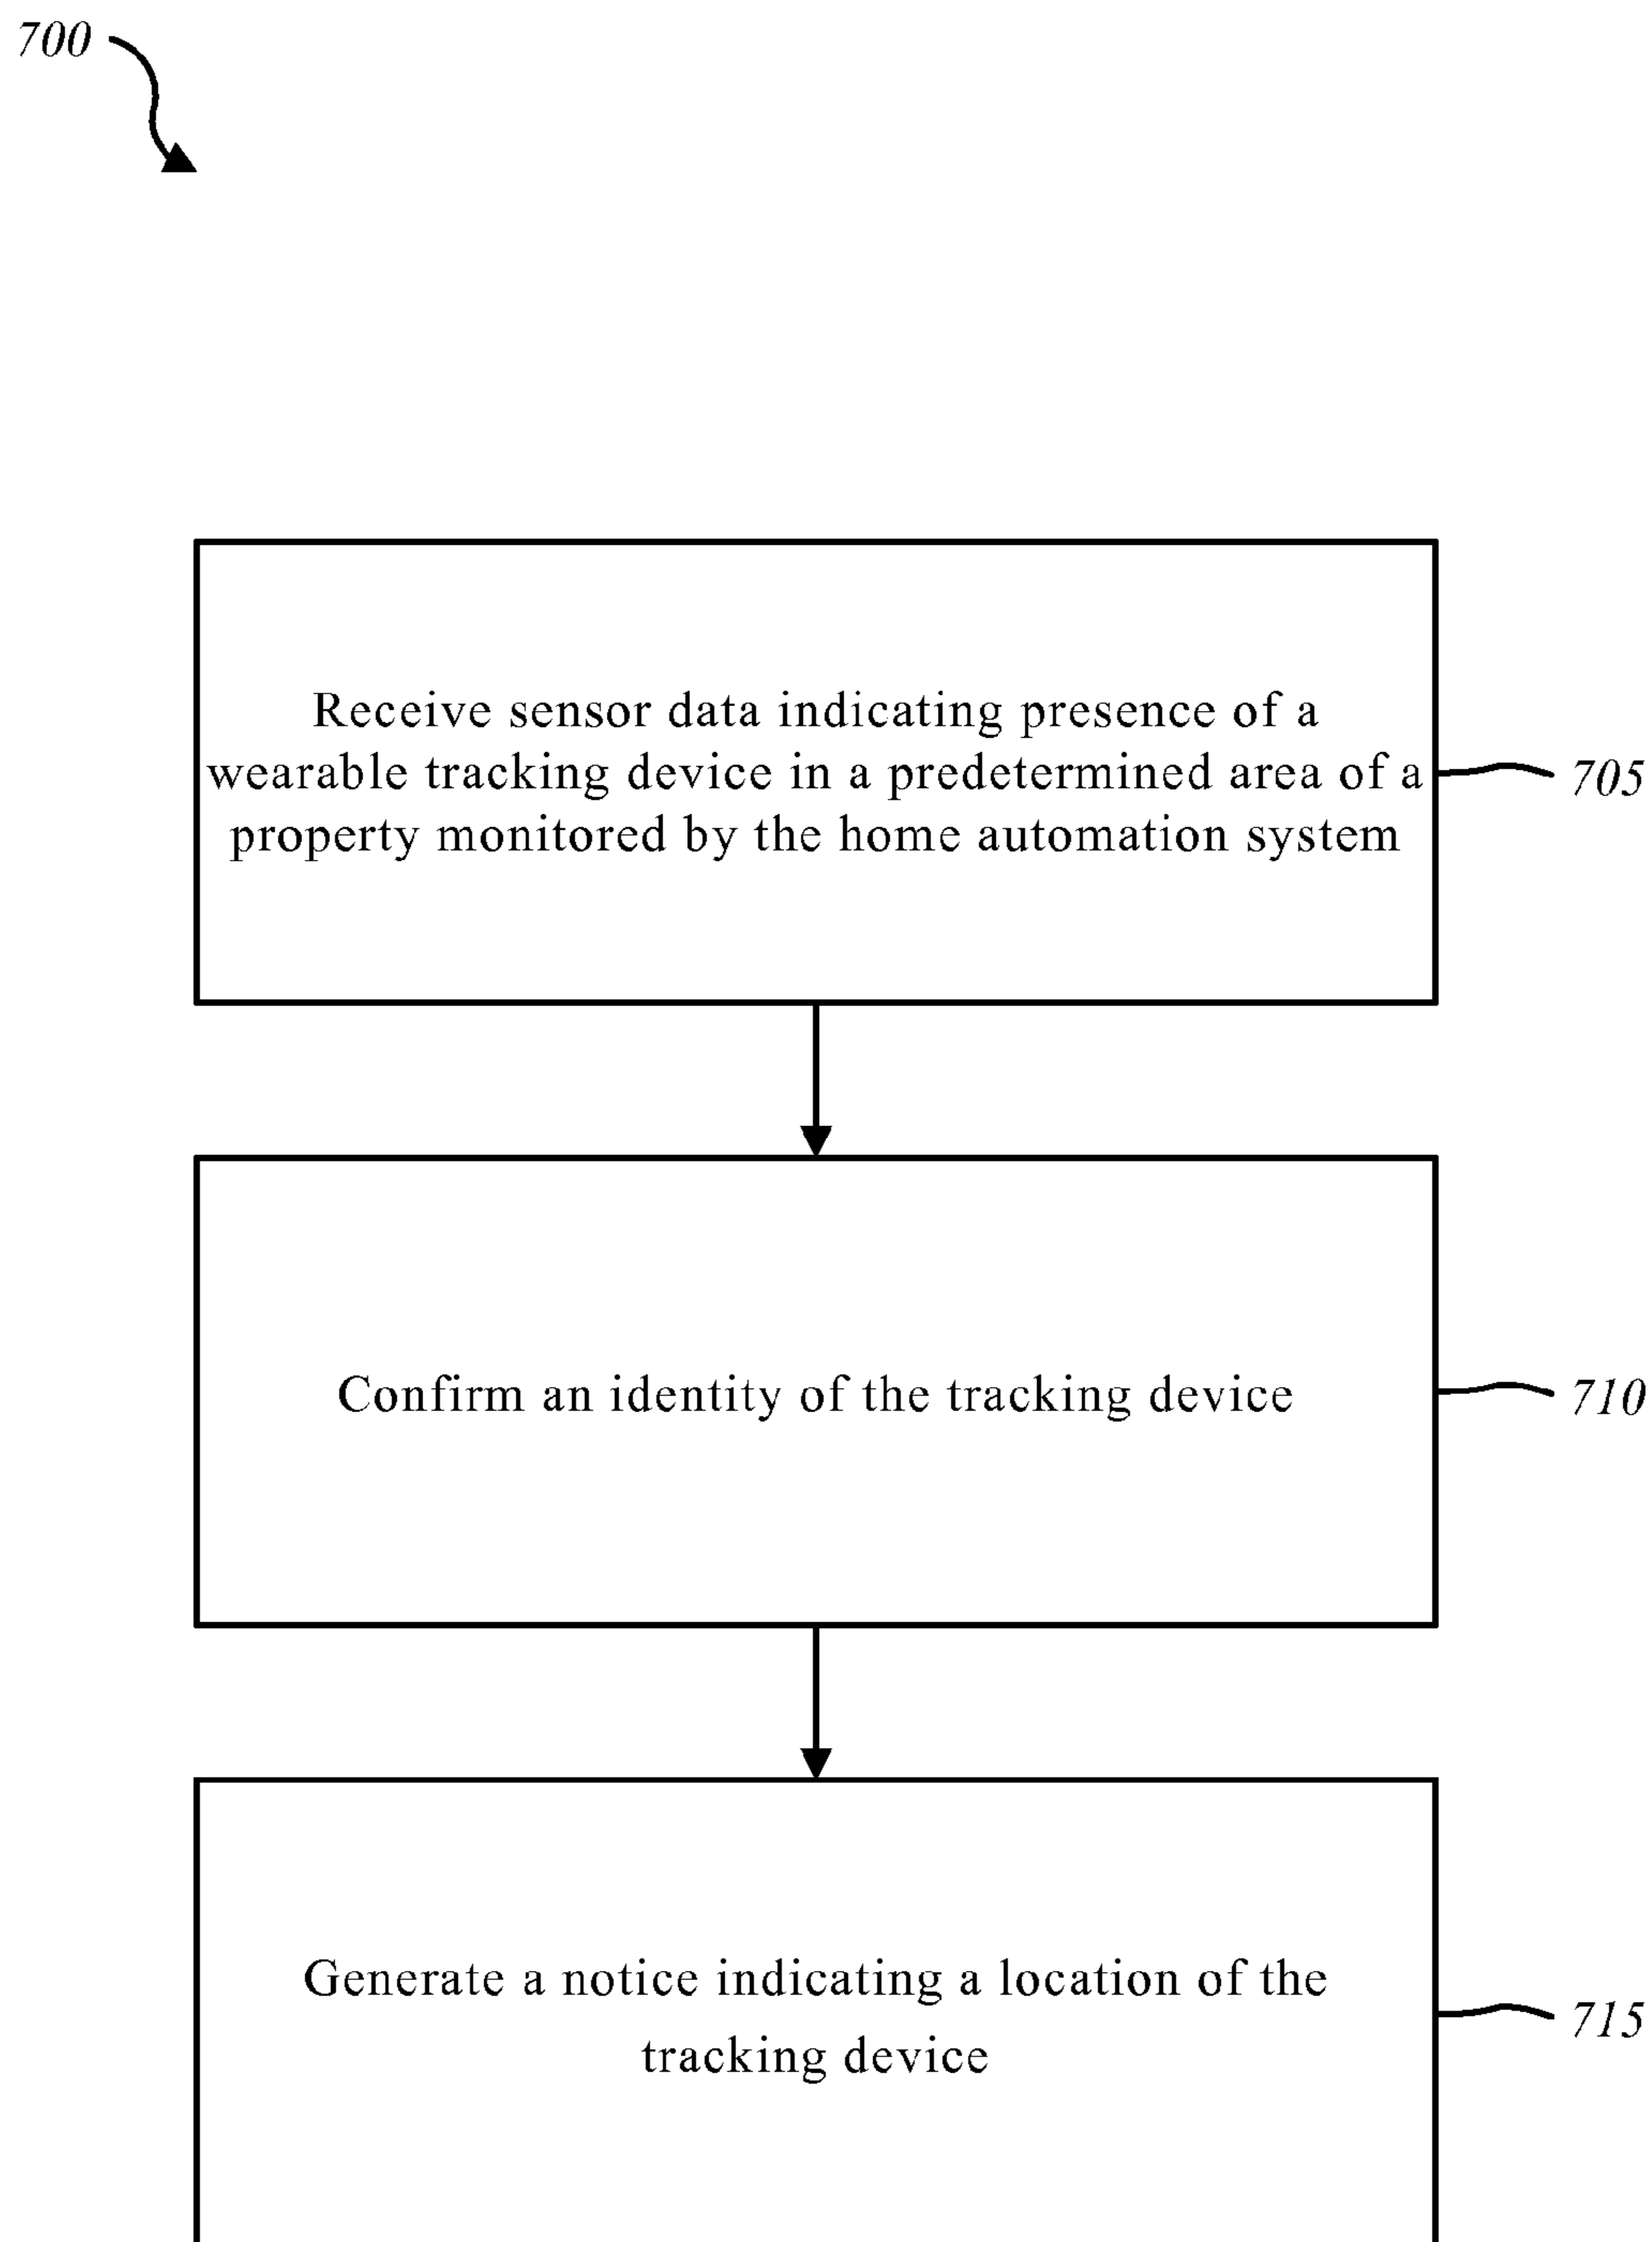 700
Receive sensor data indicating presence of a
wearable tracking device in a predetermined area of a
property monitored by the home automation system
705
Confirm an identity of the tracking device
710
Generate a notice indicating a location of the
tracking device
715